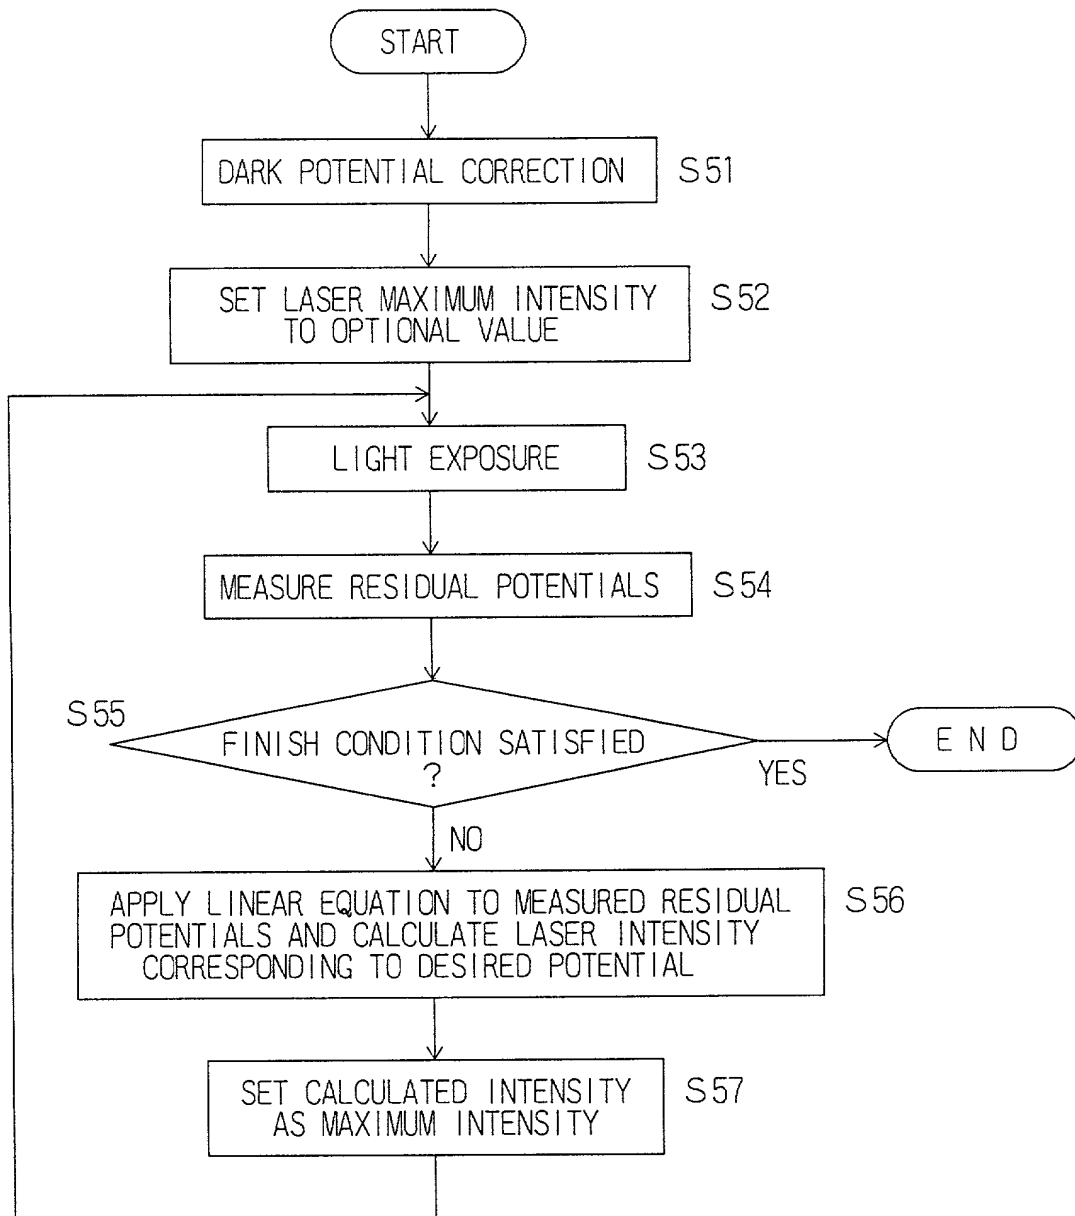 START
DARK POTENTIAL CORRECTION
S51
SET LASER MAXIMUM INTENSITY
TO OPTIONAL VALUE
S52
LIGHT EXPOSURE
S53
MEASURE RESIDUAL POTENTIALS
S54
S55
FINISH CONDITION SATISFIED
?
YES
END
NO
APPLY LINEAR EQUATION TO MEASURED RESIDUAL
POTENTIALS AND CALCULATE LASER INTENSITY
CORRESPONDING TO DESIRED POTENTIAL
S56
SET CALCULATED INTENSITY
AS MAXIMUM INTENSITY
S57